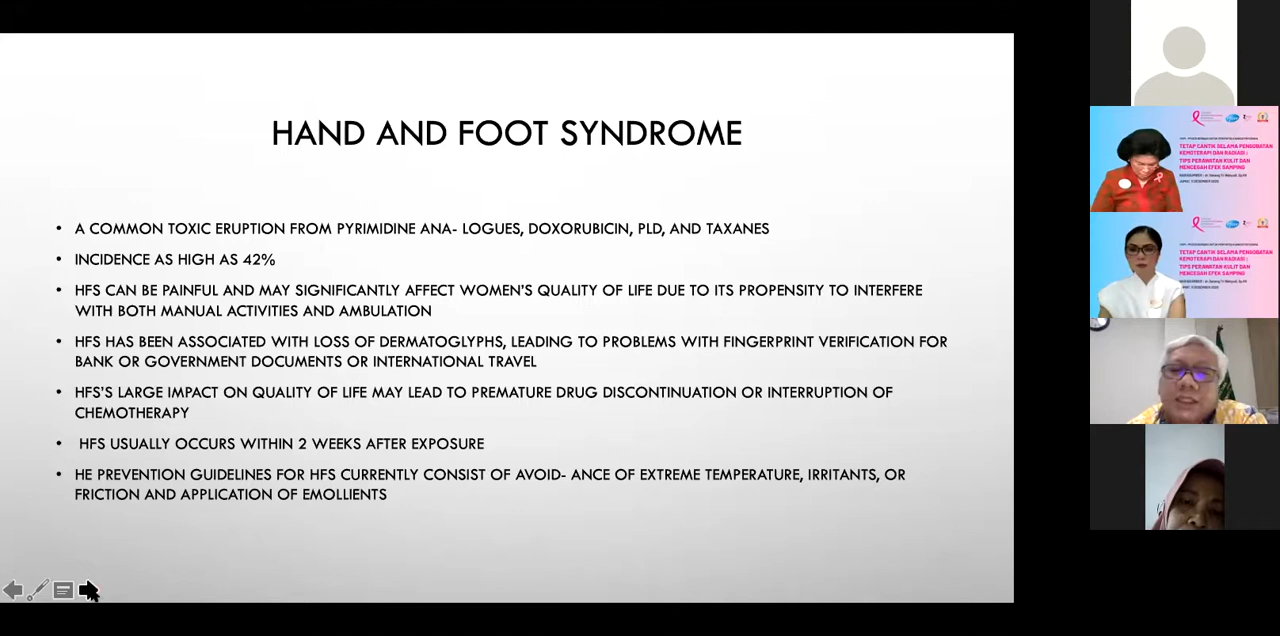 HAND AND FOOT SYNDROME
• A COMMON TOXIC ERUPTION FROM PYRIMIDINE ANA- LOGUES, DOXORUBICIN, PLD, AND TAXANES
• INCIDENCE AS HIGH AS 42%
• HFS CAN BE PAINFUL AND MAY SIGNIFICANTLY AFFECT WOMEN'S QUALITY OF LIFE DUE TO ITS PROPENSITY TO INTERFERE
WITH BOTH MANUAL ACTIVITIES AND AMBULATION
• HFS HAS BEEN ASSOCIATED WITH LOSS OF DERMATOGLYPHS, LEADING TO PROBLEMS WITH FINGERPRINT VERIFICATION FOR
BANK OR GOVERNMENT DOCUMENTS OR INTERNATIONAL TRAVEL
• HFS'S LARGE IMPACT ON QUALITY OF LIFE MAY LEAD TO PREMATURE DRUG DISCONTINUATION OR INTERRUPTION OF
CHEMOTHERAPY
• HFS USUALLY OCCURS WITHIN 2 WEEKS AFTER EXPOSURE
• HE PREVENTION GUIDELINES FOR HFS CURRENTLY CONSIST OF AVOID- ANCE OF EXTREME TEMPERATURE, IRRITANTS, OR
FRICTION AND APPLICATION OF EMOLLIENTS
TETAP CANTIK SELAMA PENGOBATAN
KEMOTERAPI DAN RADIASI :
TIPS PERAWATAN KULIT DAN
MENCEGAH EFEK SAMPING
TETAP CANTIK SELAMA PENGOBATAN
KEMOTERAPI DAN RADIASI :
TIPS PERAWATAN KULIT DAN
MENCEGAH EFEK SAMPING